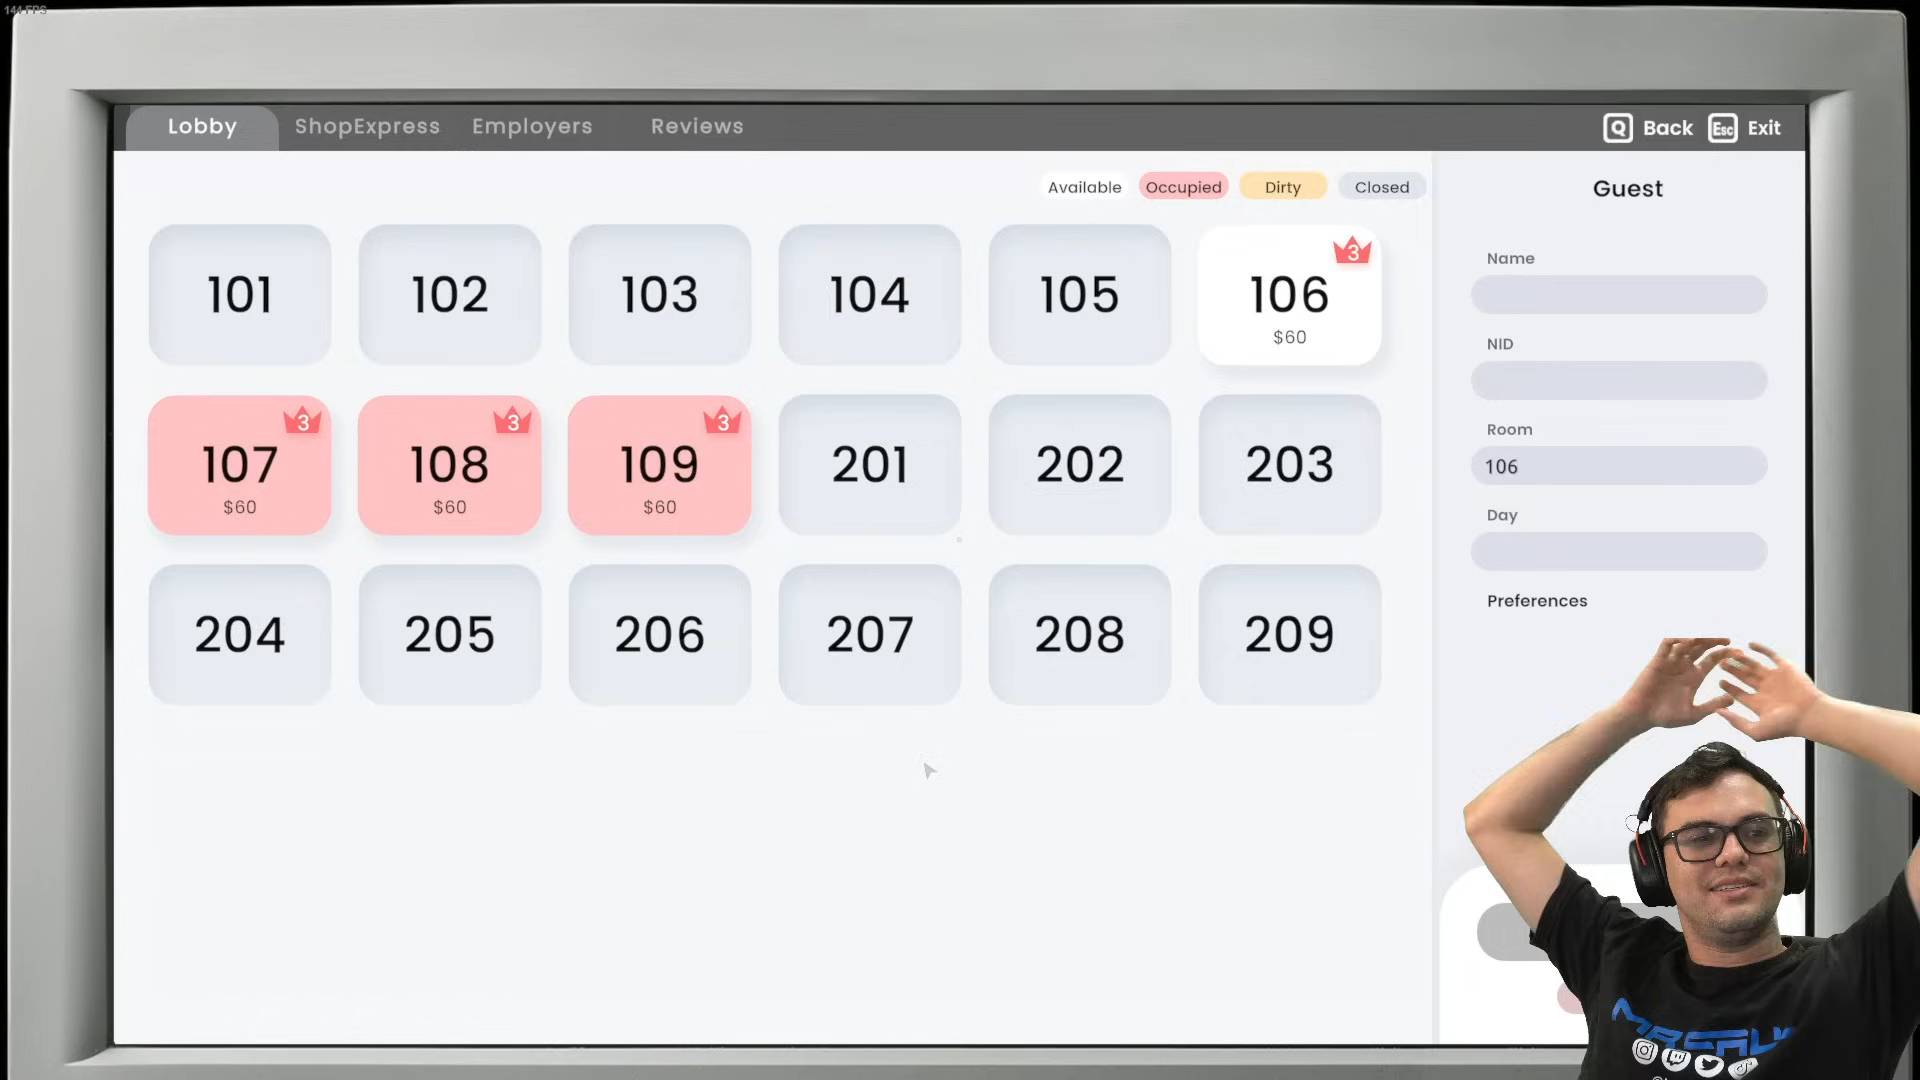 144 FPS
Lobby ShopExpress Employers Reviews
Q Back Esc Exit
Available Occupied Dirty Closed
Guest
101 102 103 104 105 106
3
$60
Name
NID
Room
106
Day
Preferences
3 3 3
107 108 109 201 202 203
$60 $60 $60
204 205 206 207 208 209